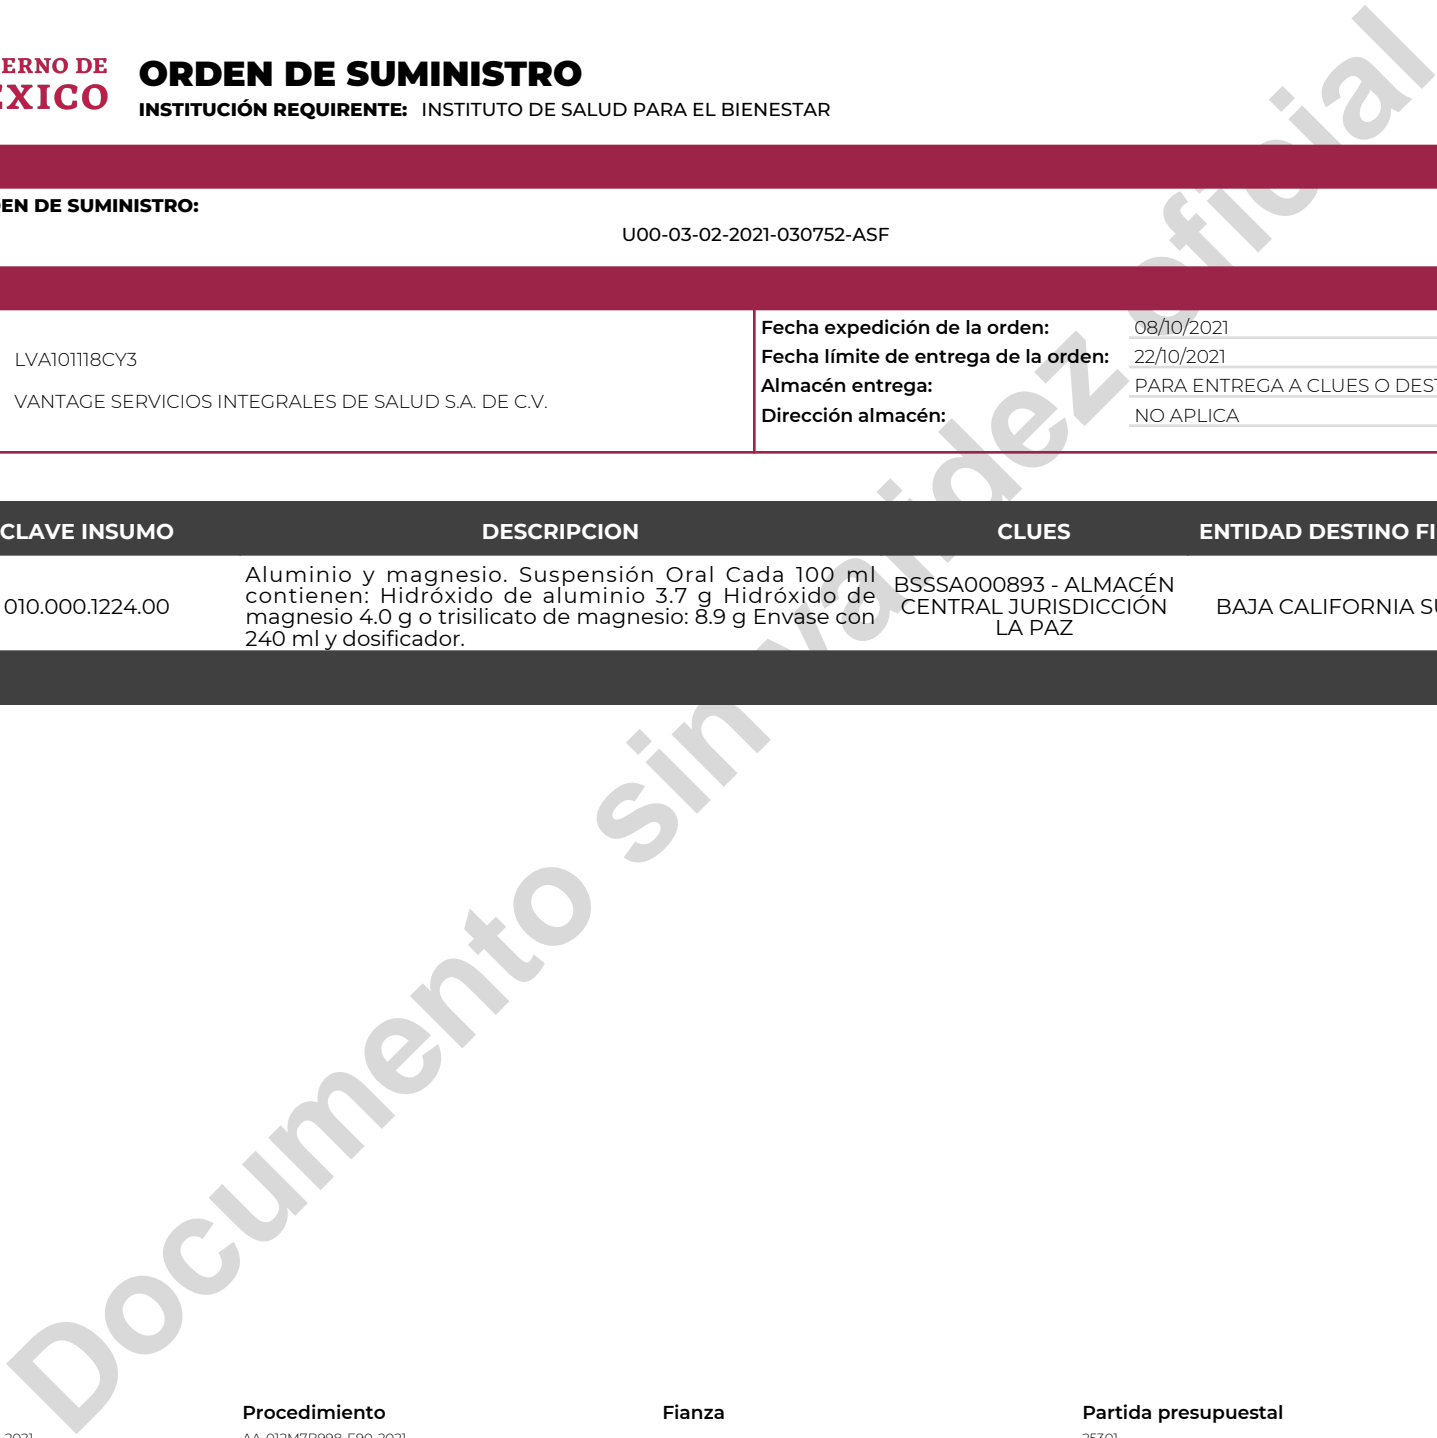 ERNO DE
EXICO
ORDEN DE SUMINISTRO
INSTITUCIÓN REQUIRENTE: INSTITUTO DE SALUD PARA EL BIENESTAR
EN DE SUMINISTRO:
U00-03-02-2021-030752-ASF
LVA101118CY3
VANTAGE SERVICIOS INTEGRALES DE SALUD S.A. DE C.V.
Fecha expedición de la orden: 08/10/2021
Fecha límite de entrega de la orden: 22/10/2021
Almacén entrega: PARA ENTREGA A CLUES O DEST
Dirección almacén: NO APLICA
CLAVE INSUMO DESCRIPCION CLUES ENTIDAD DESTINO FI
010.000.1224.00
Aluminio y magnesio. Suspensión Oral Cada 100 ml
contienen: Hidróxido de aluminio 3.7 g Hidróxido de
magnesio 4.0 g o trisilicato de magnesio: 8.9 g Envase con
240 ml y dosificador.
BSSSA000893 - ALMACÉN
CENTRAL JURISDICCIÓN
LA PAZ
BAJA CALIFORNIA SU
Documento sin validez oficial
Procedimiento Fianza Partida presupuestal